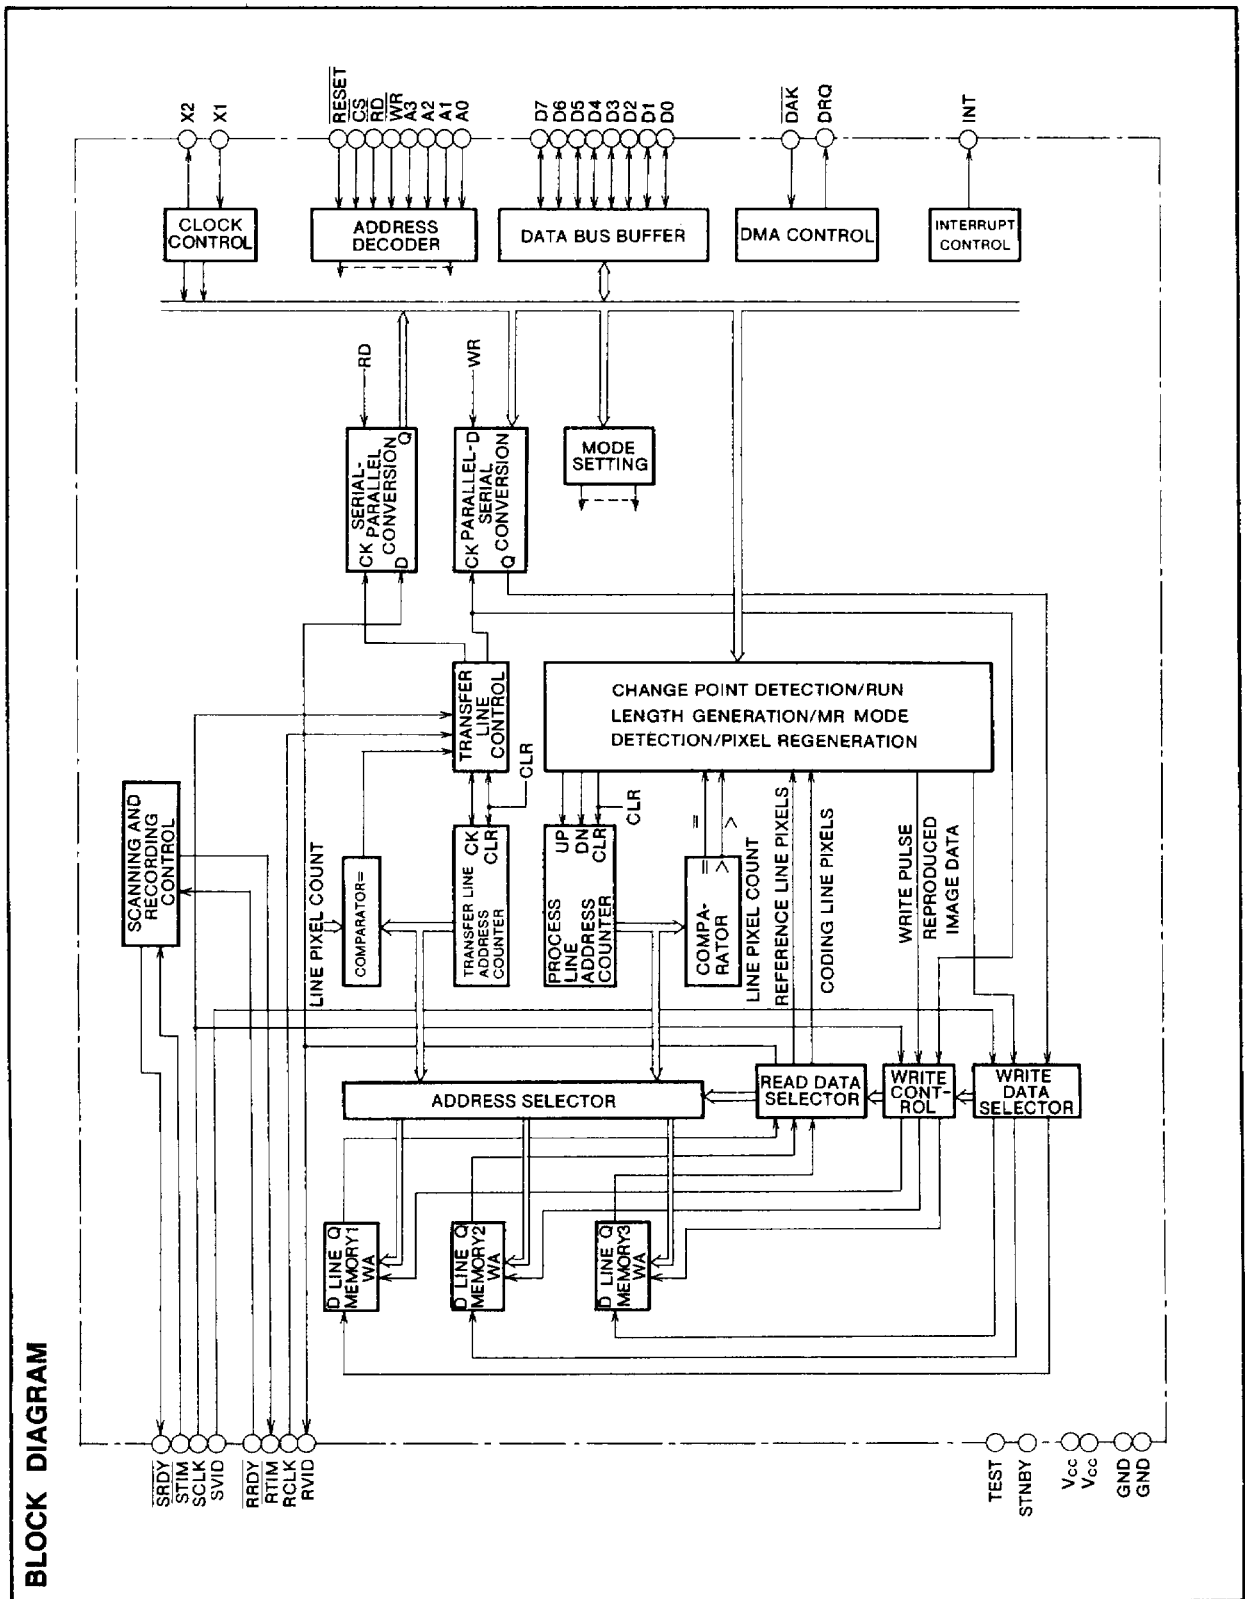 BLOCK DIAGRAM
X2
X1
RESET
CS
RD
WR
A3
A2
A1
A0
D7
D6
D5
D4
D3
D2
D1
D0
DAK
DRQ
INT
CLOCK
CONTROL
ADDRESS
DECODER
DATA BUS BUFFER
DMA CONTROL
INTERRUPT
CONTROL
RD
WR
CK SERIAL-
PARALLEL
CONVERSION
D
Q
CK PARALLEL-D
SERIAL
CONVERSION
Q
MODE
SETTING
TRANSFER
LINE
CONTROL
CHANGE POINT DETECTION/RUN
LENGTH GENERATION/MR MODE
DETECTION/PIXEL REGENERATION
CLR
CLR
SCANNING AND
RECORDING
CONTROL
LINE PIXEL COUNT
COMPARATOR=
TRANSFER LINE CK
ADDRESS CLR
COUNTER
PROCESS UP
LINE DN
ADDRESS CLR
COUNTER
COMPA- =
RATOR >
=
>
LINE PIXEL COUNT
REFERENCE LINE PIXELS
CODING LINE PIXELS
WRITE PULSE
REPRODUCED
IMAGE DATA
ADDRESS SELECTOR
READ DATA
SELECTOR
WRITE
CONT-
ROL
WRITE
DATA
SELECTOR
D LINE Q
MEMORY1
WA
D LINE Q
MEMORY2
WA
D LINE Q
MEMORY3
WA
SRDY
STIM
SCLK
SVID
RRDY
RTIM
RCLK
RVID
TEST
STNBY
Vcc
Vcc
GND
GND